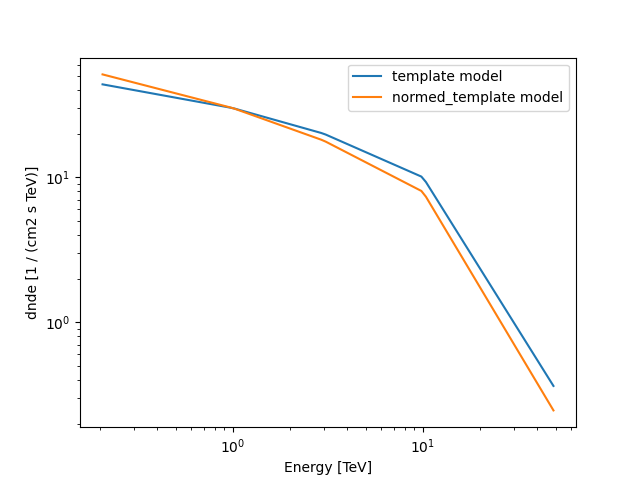 template model
normed_template model
10¹
10⁰
dnde [1 / (cm2 s TeV)]
10⁰
10¹
Energy [TeV]